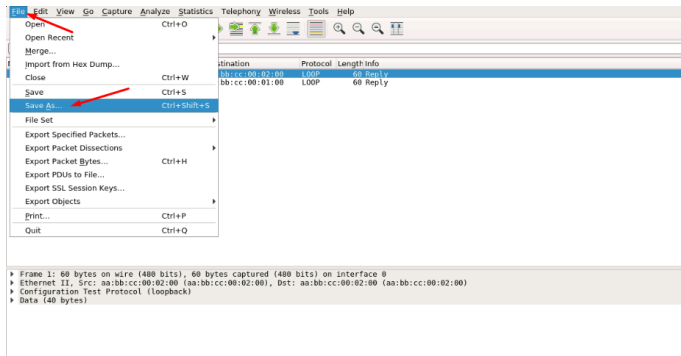 File Edit View Go Capture Analyze Statistics Telephony Wireless Tools Help
Open Ctrl+O
Open Recent
Merge...
Import from Hex Dump...
Close Ctrl+W
Save Ctrl+S
Save As... Ctrl+Shift+S
File Set
Export Specified Packets...
Export Packet Dissections
Export Packet Bytes... Ctrl+H
Export PDUs to File...
Export SSL Session Keys...
Export Objects
Print... Ctrl+P
Quit Ctrl+Q
stination Protocol Length Info
bb:cc:00:02:00 LOOP 60 Reply
bb:cc:00:01:00 LOOP 60 Reply
Frame 1: 60 bytes on wire (480 bits), 60 bytes captured (480 bits) on interface 0
Ethernet II, Src: aa:bb:cc:00:02:00 (aa:bb:cc:00:02:00), Dst: aa:bb:cc:00:02:00 (aa:bb:cc:00:02:00)
Configuration Test Protocol (loopback)
Data (40 bytes)